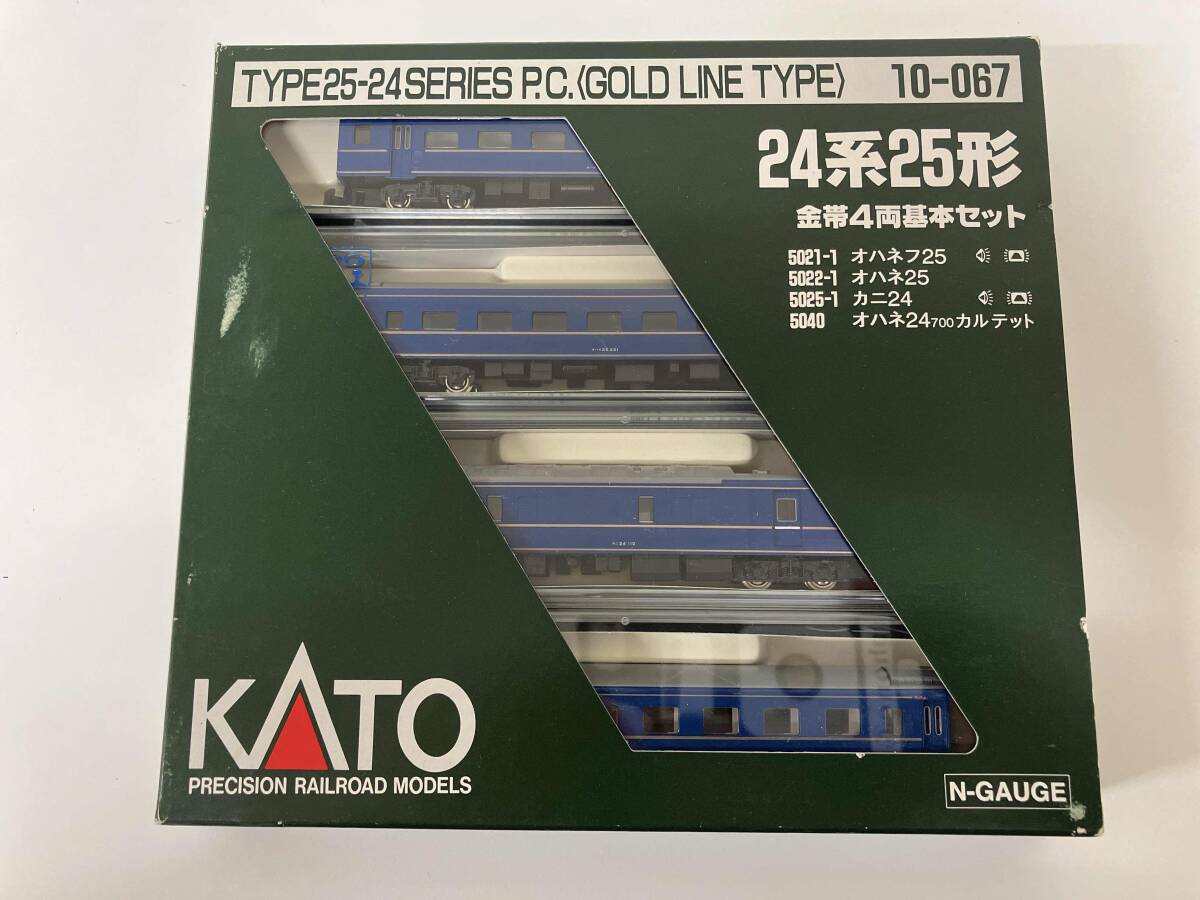 TYPE25-24SERIES P.C.〈GOLD LINE TYPE〉 10-067
24系25形
金帯4両基本セット
5021-1 オハネフ25
5022-1 オハネ25
5025-1 カニ24
5040 オハネ24700カルテット
KATO
PRECISION RAILROAD MODELS
N-GAUGE